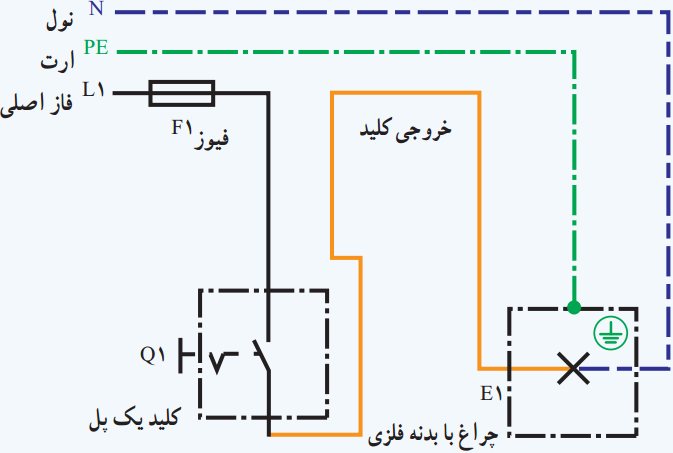 نول N
ارت PE
فاز اصلی L۱
F۱ فیوز
خروجی کلید
Q۱
کلید یک پل
E۱
چراغ با بدنه فلزی